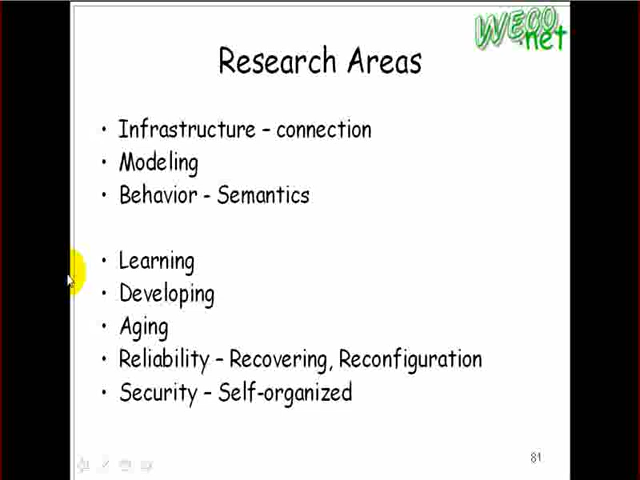 WECO
.net
Research Areas
• Infrastructure – connection
• Modeling
• Behavior - Semantics
• Learning
• Developing
• Aging
• Reliability – Recovering, Reconfiguration
• Security – Self-organized
81